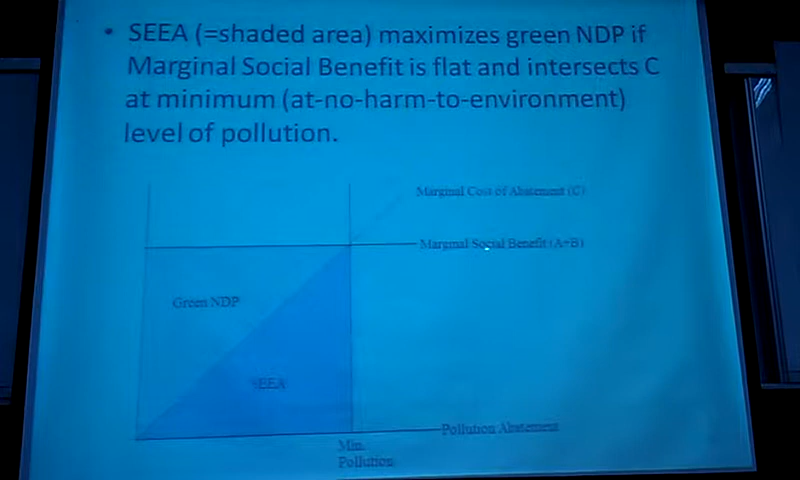 • SEEA (=shaded area) maximizes green NDP if
Marginal Social Benefit is flat and intersects C
at minimum (at-no-harm-to-environment)
level of pollution.
Marginal Cost of Abatement (C)
Marginal Social Benefit (A+B)
Green NDP
SEEA
Pollution Abatement
Min.
Pollution